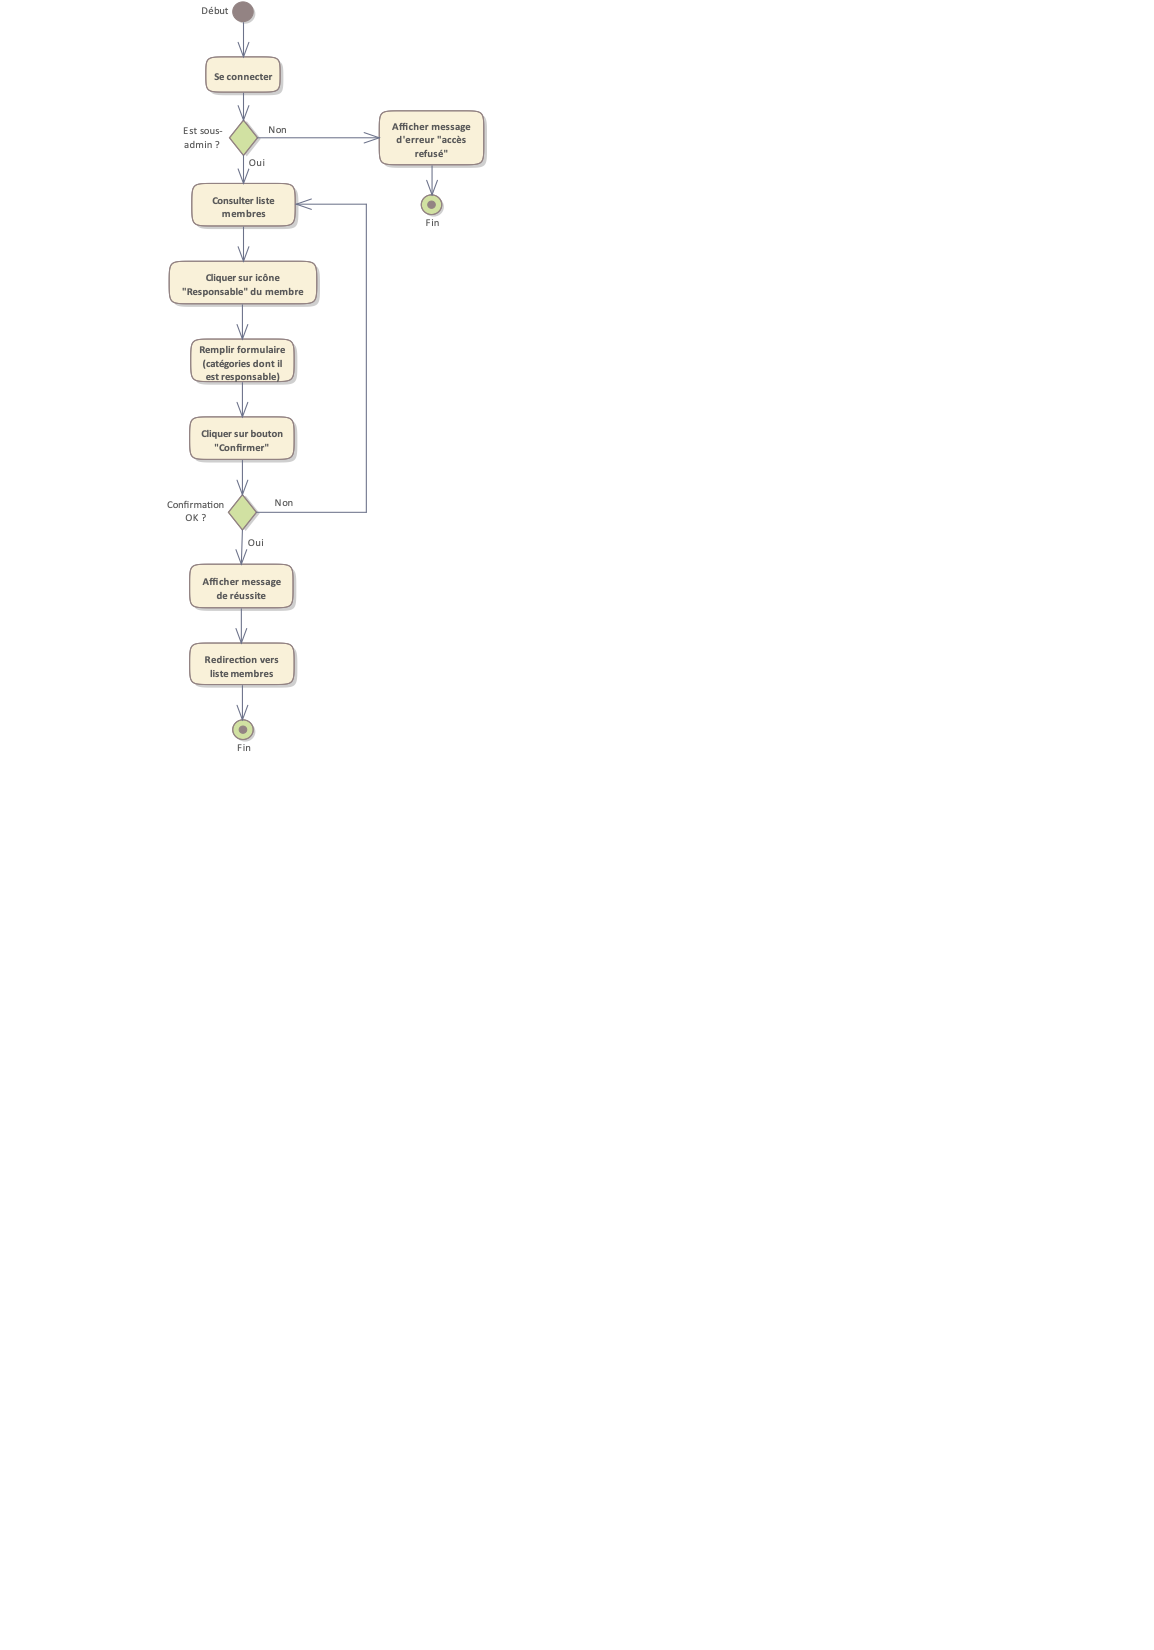 Début
Se connecter
Est sous-
admin ?
Non
Afficher message
d'erreur "accès
refusé"
Oui
Fin
Consulter liste
membres
Cliquer sur icône
"Responsable" du membre
Remplir formulaire
(catégories dont il
est responsable)
Cliquer sur bouton
"Confirmer"
Confirmation
OK ?
Non
Oui
Afficher message
de réussite
Redirection vers
liste membres
Fin